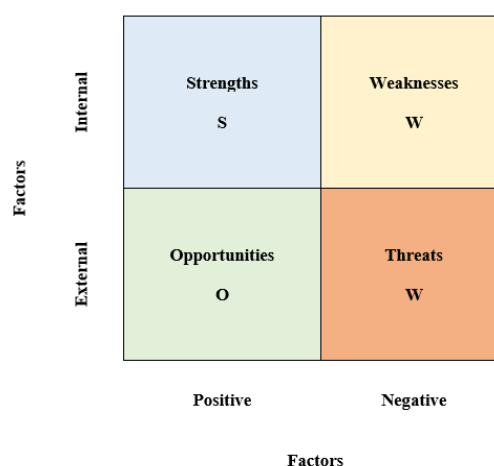 Strengths
S
Weaknesses
W
Internal
Factors
External
Opportunities
O
Threats
W
Positive
Negative
Factors